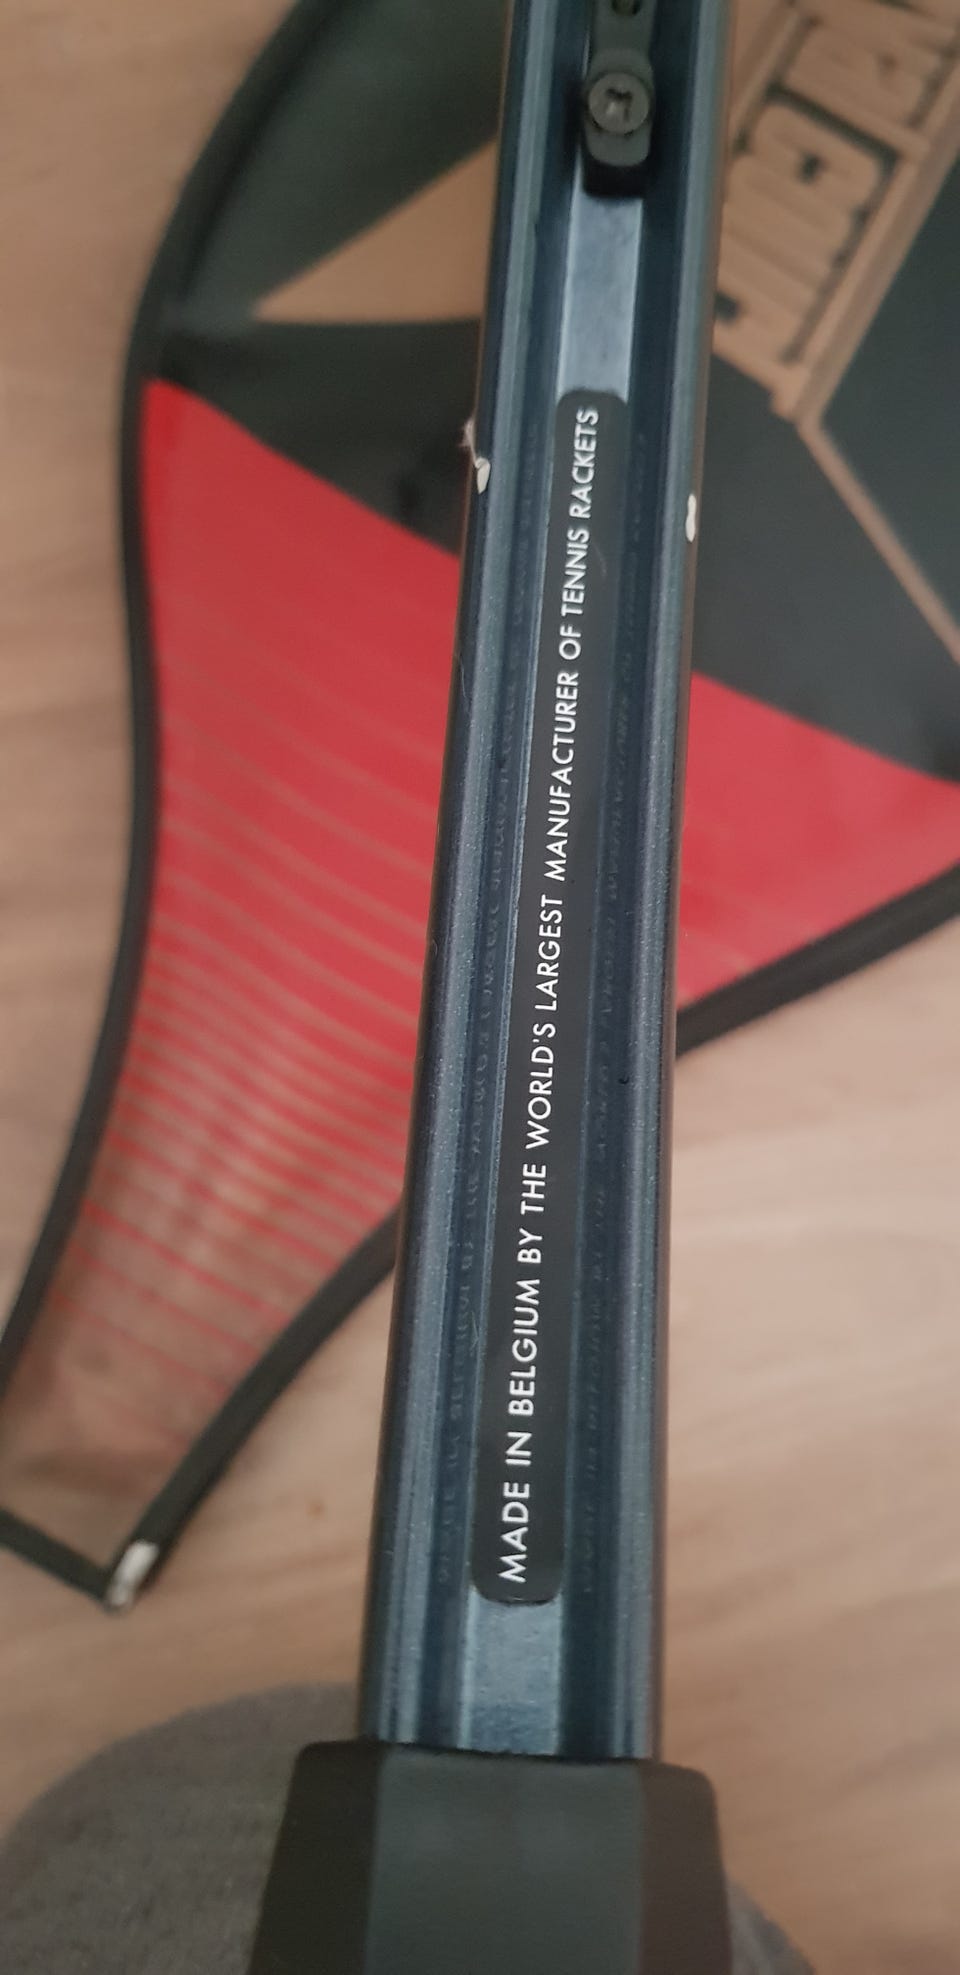 MADE IN BELGIUM BY THE WORLD'S LARGEST MANUFACTURER OF TENNIS RACKETS